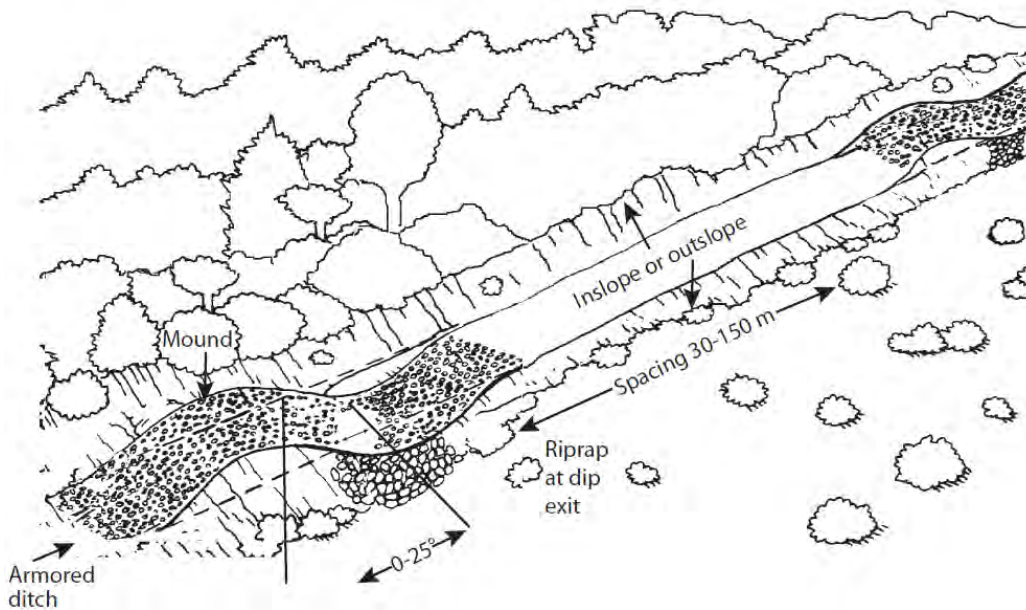 Inslope or outslope
Mound
Spacing 30-150 m
Riprap
at dip
exit
0-25°
Armored
ditch